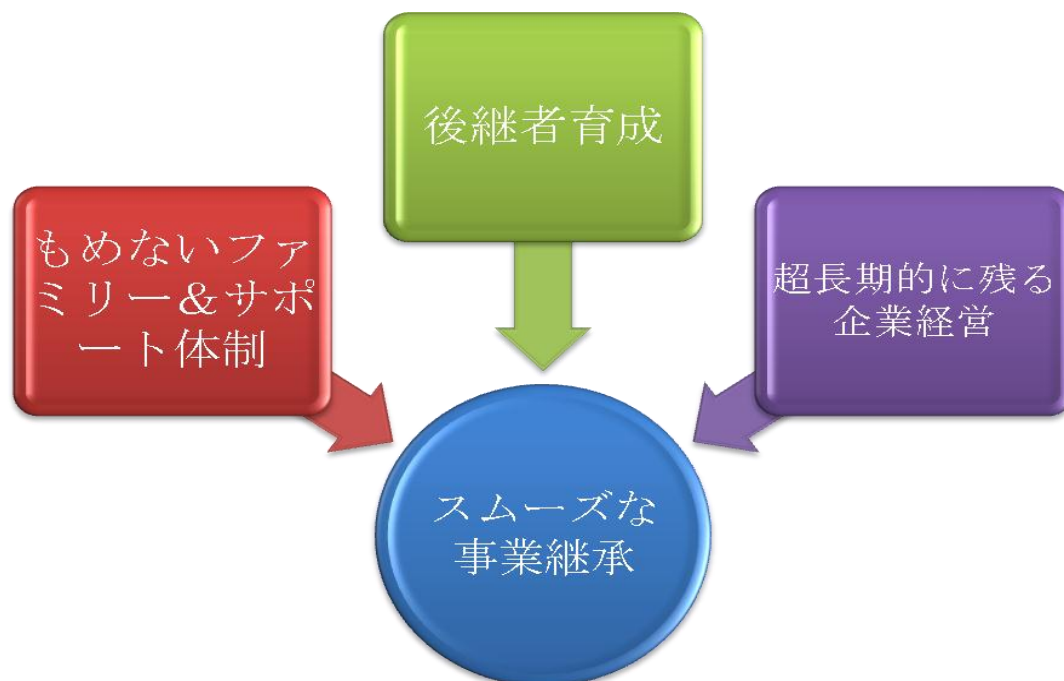 後継者育成
もめないファ
ミリー＆サポ
ート体制
超長期的に残る
企業経営
スムーズな
事業継承